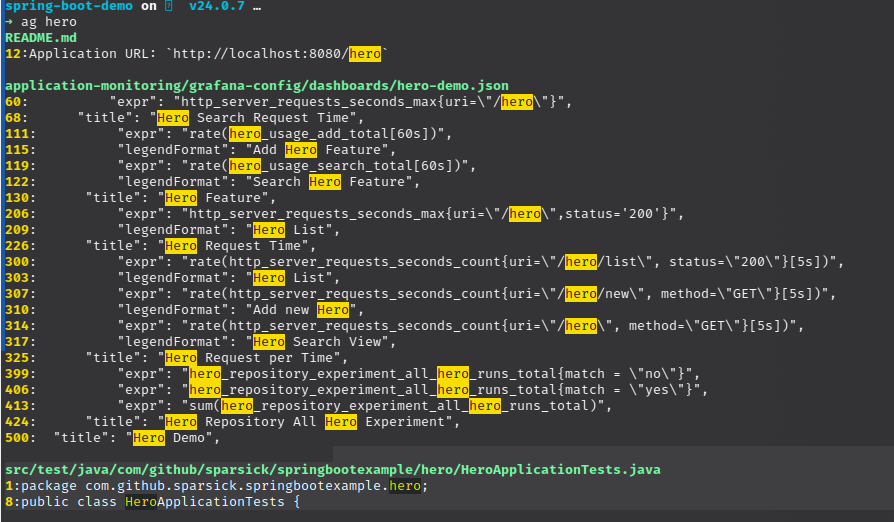 spring-boot-demo on v24.0.7 …
→ ag hero
README.md
12:Application URL: `http://localhost:8080/hero`
application-monitoring/grafana-config/dashboards/hero-demo.json
60: "expr": "http_server_requests_seconds_max{uri=\"/hero\"}",
68: "title": "Hero Search Request Time",
111: "expr": "rate(hero_usage_add_total[60s])",
115: "legendFormat": "Add Hero Feature",
119: "expr": "rate(hero_usage_search_total[60s])",
122: "legendFormat": "Search Hero Feature",
130: "title": "Hero Feature",
206: "expr": "http_server_requests_seconds_max{uri=\"/hero\",status='200'}",
209: "legendFormat": "Hero List",
226: "title": "Hero Request Time",
300: "expr": "rate(http_server_requests_seconds_count{uri=\"/hero/list\", status=\"200\"}[5s])",
303: "legendFormat": "Hero List",
307: "expr": "rate(http_server_requests_seconds_count{uri=\"/hero/new\", method=\"GET\"}[5s])",
310: "legendFormat": "Add new Hero",
314: "expr": "rate(http_server_requests_seconds_count{uri=\"/hero\", method=\"GET\"}[5s])",
317: "legendFormat": "Hero Search View",
325: "title": "Hero Request per Time",
399: "expr": "hero_repository_experiment_all_hero_runs_total{match = \"no\"}",
406: "expr": "hero_repository_experiment_all_hero_runs_total{match = \"yes\"}",
413: "expr": "sum(hero_repository_experiment_all_hero_runs_total)",
424: "title": "Hero Repository All Hero Experiment",
500: "title": "Hero Demo",
src/test/java/com/github/sparsick/springbootexample/hero/HeroApplicationTests.java
1:package com.github.sparsick.springbootexample.hero;
8:public class HeroApplicationTests {